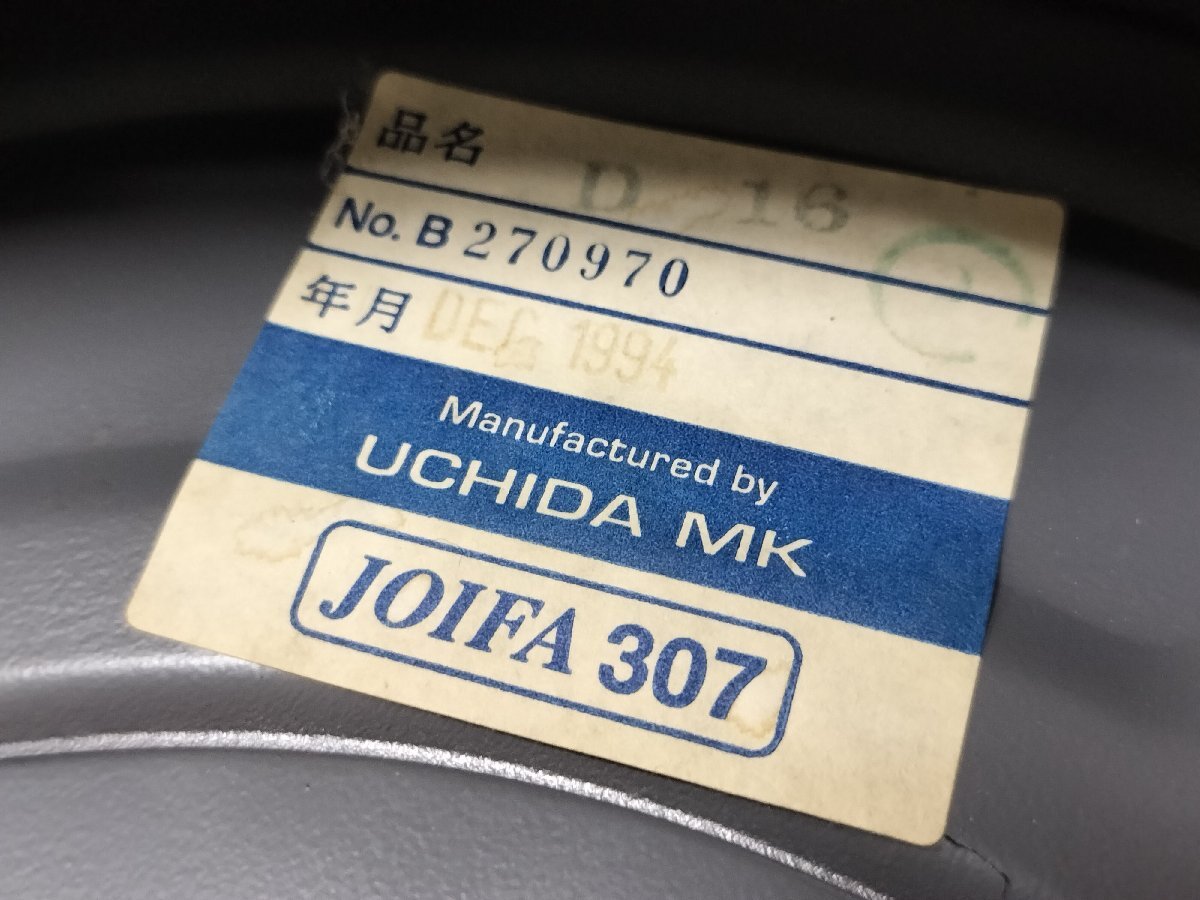 品名 D 16
No. B 270970
年月 DEC 1994
Manufactured by
UCHIDA MK
JOIFA 307